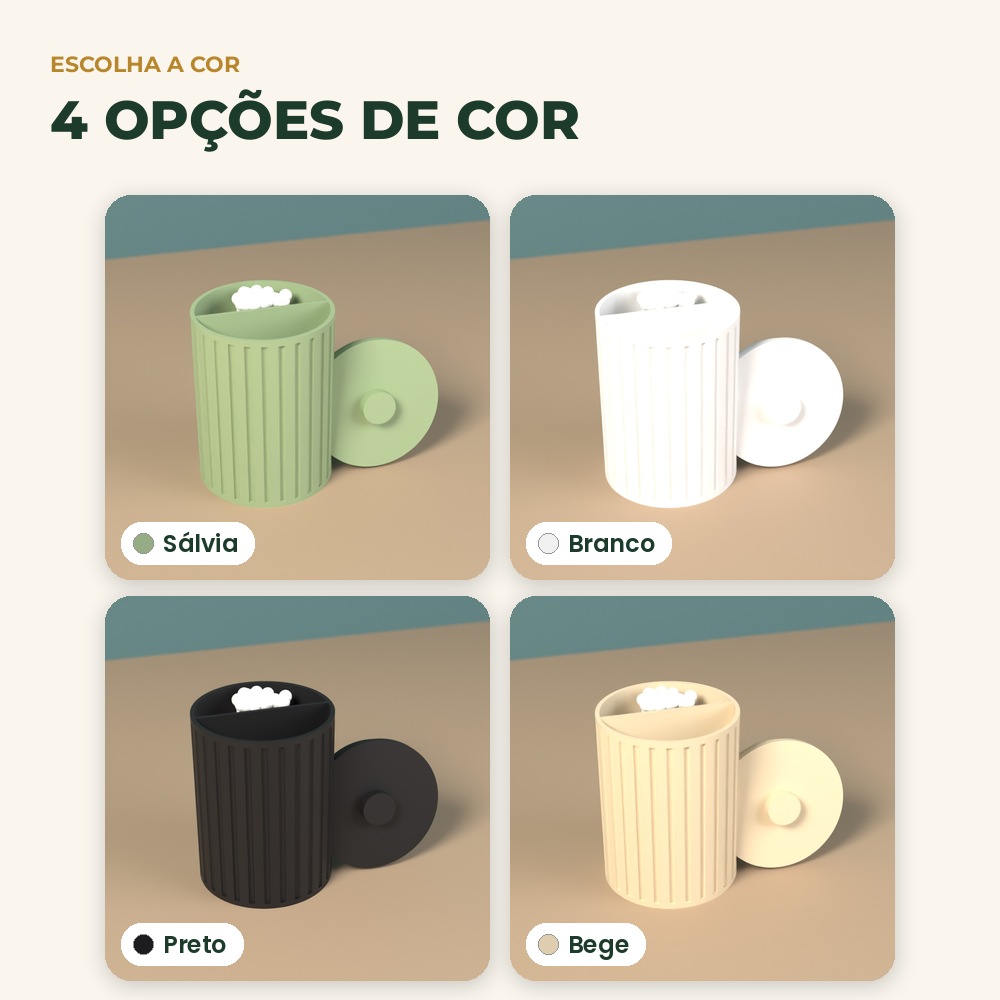 ESCOLHA A COR
4 OPÇÕES DE COR
Sálvia
Branco
Preto
Bege